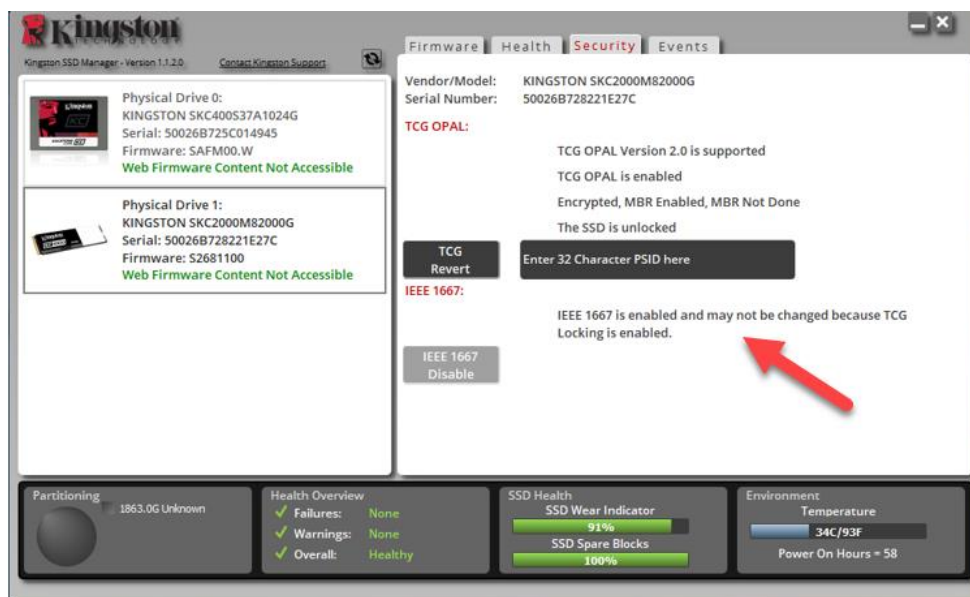 Kingston
TECHNOLOGY
Kingston SSD Manager - Version 1.1.2.0 Contact Kingston Support
Firmware Health Security Events
Physical Drive 0:
KINGSTON SKC400S37A1024G
Serial: 50026B725C014945
Firmware: SAFM00.W
Web Firmware Content Not Accessible
Physical Drive 1:
KINGSTON SKC2000M82000G
Serial: 50026B728221E27C
Firmware: S2681100
Web Firmware Content Not Accessible
Vendor/Model: KINGSTON SKC2000M82000G
Serial Number: 50026B728221E27C
TCG OPAL:
TCG OPAL Version 2.0 is supported
TCG OPAL is enabled
Encrypted, MBR Enabled, MBR Not Done
The SSD is unlocked
TCG
Revert
Enter 32 Character PSID here
IEEE 1667:
IEEE 1667 is enabled and may not be changed because TCG
Locking is enabled.
IEEE 1667
Disable
Partitioning
1863.0G Unknown
Health Overview
Failures: None
Warnings: None
Overall: Healthy
SSD Health
SSD Wear Indicator
91%
SSD Spare Blocks
100%
Environment
Temperature
34C/93F
Power On Hours = 58